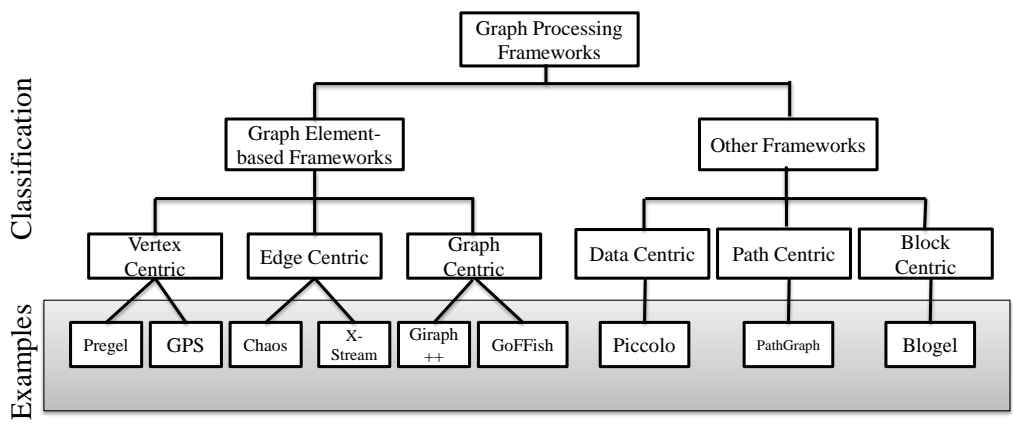 Graph Processing
Frameworks
Classification
Graph Element-
based Frameworks
Other Frameworks
Vertex
Centric
Edge Centric
Graph
Centric
Data Centric
Path Centric
Block
Centric
Examples
Pregel
GPS
Chaos
X-
Stream
Giraph
++
GoFFish
Piccolo
PathGraph
Blogel